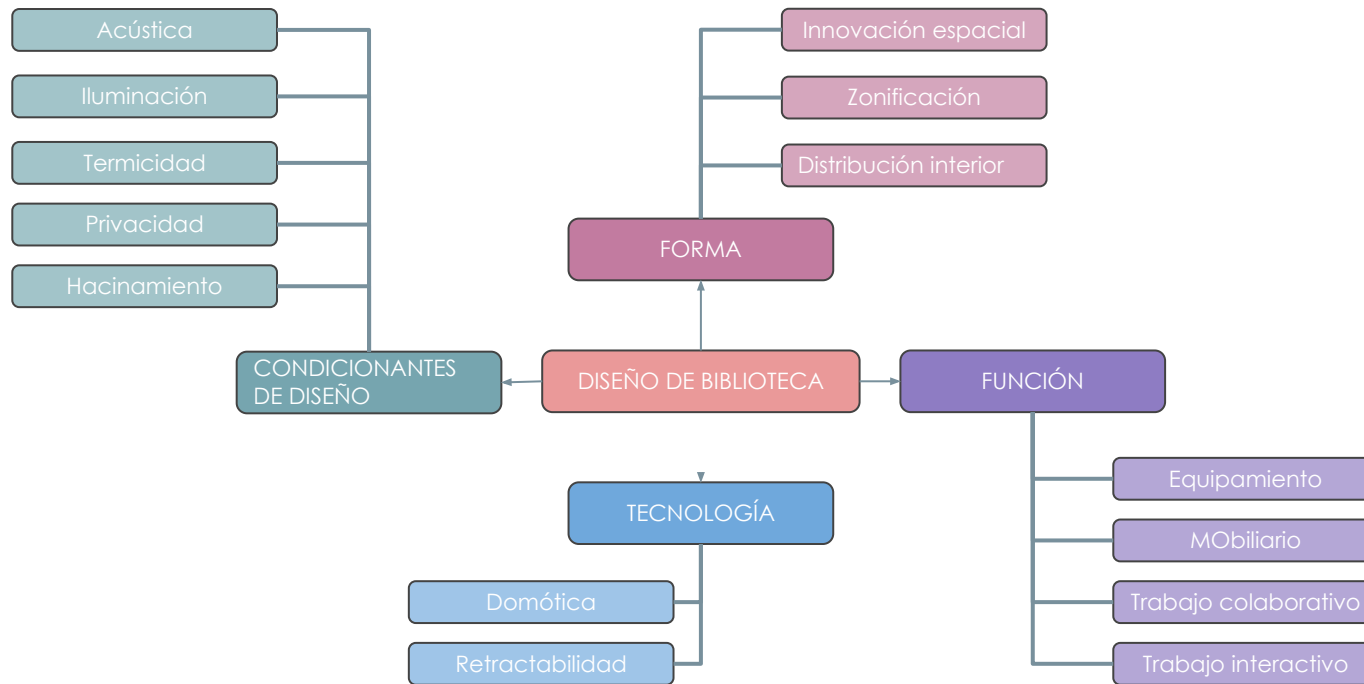 Acústica
Iluminación
Termicidad
Privacidad
Hacinamiento
CONDICIONANTES
DE DISEÑO
Innovación espacial
Zonificación
Distribución interior
FORMA
DISEÑO DE BIBLIOTECA
FUNCIÓN
Equipamiento
MObiliario
Trabajo colaborativo
Trabajo interactivo
TECNOLOGÍA
Domótica
Retractabilidad